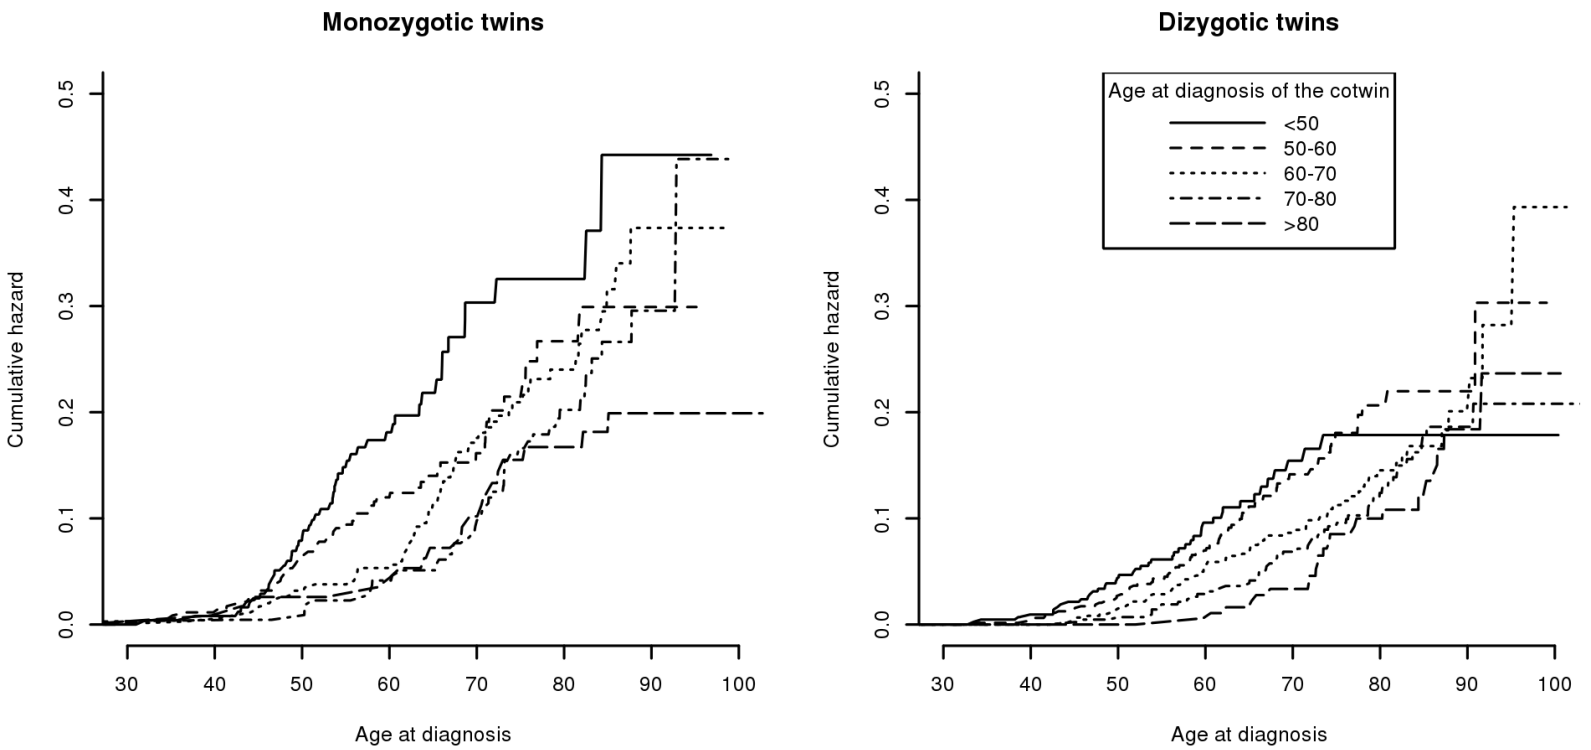 Monozygotic twins
Cumulative hazard
0.5
0.4
0.3
0.2
0.1
0.0
30 40 50 60 70 80 90 100
Age at diagnosis
Dizygotic twins
Cumulative hazard
0.5
0.4
0.3
0.2
0.1
0.0
Age at diagnosis of the cotwin
<50
50-60
60-70
70-80
>80
30 40 50 60 70 80 90 100
Age at diagnosis